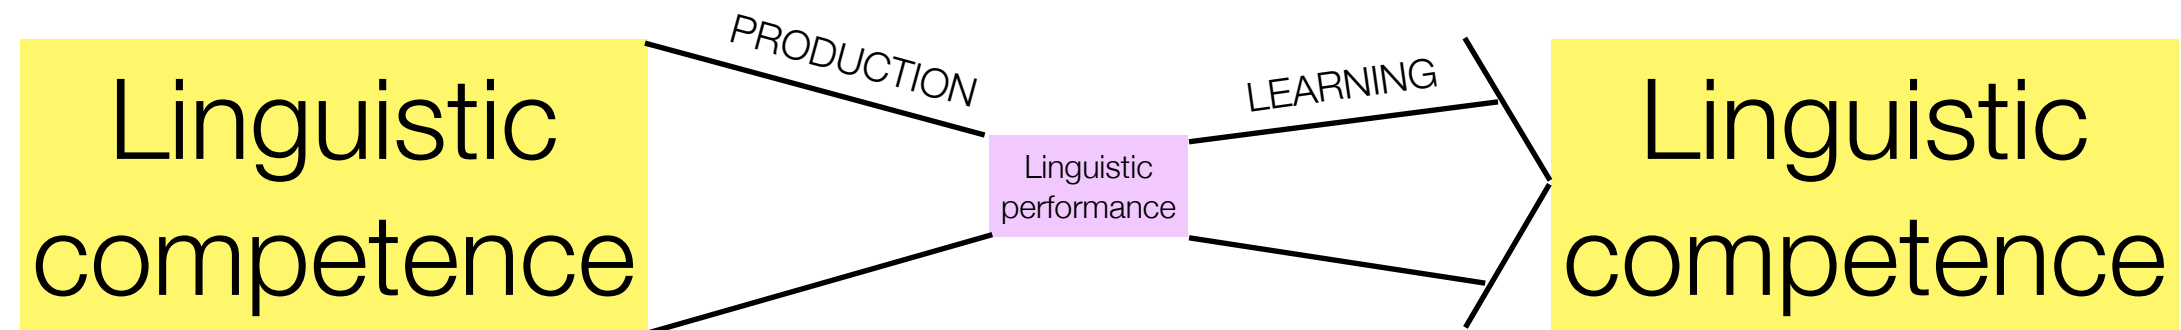 Linguistic
competence
PRODUCTION
Linguistic
performance
LEARNING
Linguistic
competence